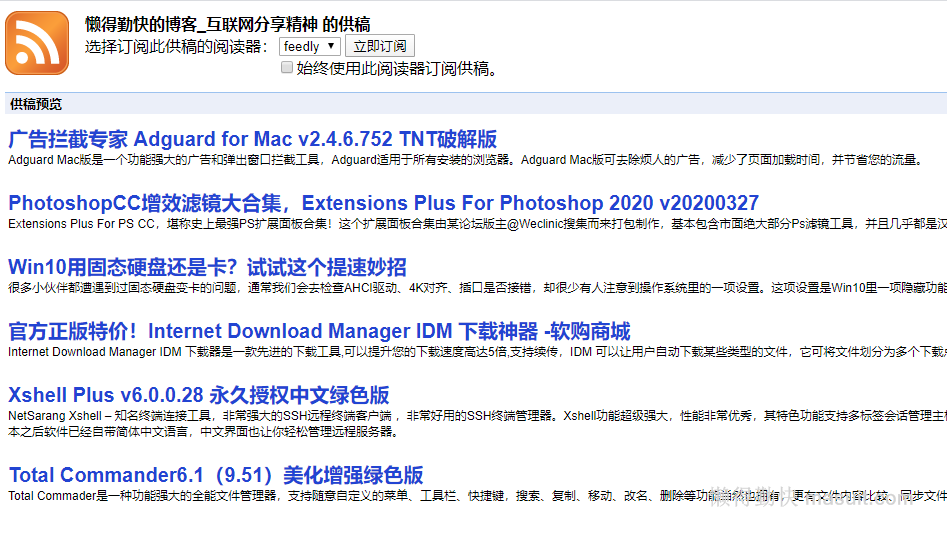 懒得勤快的博客_互联网分享精神 的供稿
选择订阅此供稿的阅读器： feedly 立即订阅
始终使用此阅读器订阅供稿。
供稿预览
广告拦截专家 Adguard for Mac v2.4.6.752 TNT破解版
Adguard Mac版是一个功能强大的广告和弹出窗口拦截工具，Adguard适用于所有安装的浏览器。Adguard Mac版可去除烦人的广告，减少了页面加载时间，并节省您的流量。
PhotoshopCC增效滤镜大合集，Extensions Plus For Photoshop 2020 v20200327
Extensions Plus For PS CC，堪称史上最强PS扩展面板合集！这个扩展面板合集由某论坛版主@Weclinic搜集而来打包制作，基本包含市面绝大部分Ps滤镜工具，并且几乎都是汉
Win10用固态硬盘还是卡？试试这个提速妙招
很多小伙伴都遭遇到过固态硬盘变卡的问题，通常我们会去检查AHCI驱动、4K对齐、插口是否接错，却很少有人注意到操作系统里的一项设置。这项设置是Win10里一项隐藏功能
官方正版特价！Internet Download Manager IDM 下载神器 -软购商城
Internet Download Manager IDM 下载器是一款先进的下载工具,可以提升您的下载速度高达5倍,支持续传，IDM 可以让用户自动下载某些类型的文件，它可将文件划分为多个下载点
Xshell Plus v6.0.0.28 永久授权中文绿色版
NetSarang Xshell – 知名终端连接工具，非常强大的SSH远程终端客户端 ，非常好用的SSH终端管理器。Xshell功能超级强大，性能非常优秀，其特色功能支持多标签会话管理主机
本之后软件已经自带简体中文语言，中文界面也让你轻松管理远程服务器。
Total Commander6.1（9.51）美化增强绿色版
Total Commader是一种功能强大的全能文件管理器，支持随意自定义的菜单、工具栏、快捷键，搜索、复制、移动、改名、删除等功能当然也拥有，更有文件内容比较、同步文件
懒得勤快 masuit.com